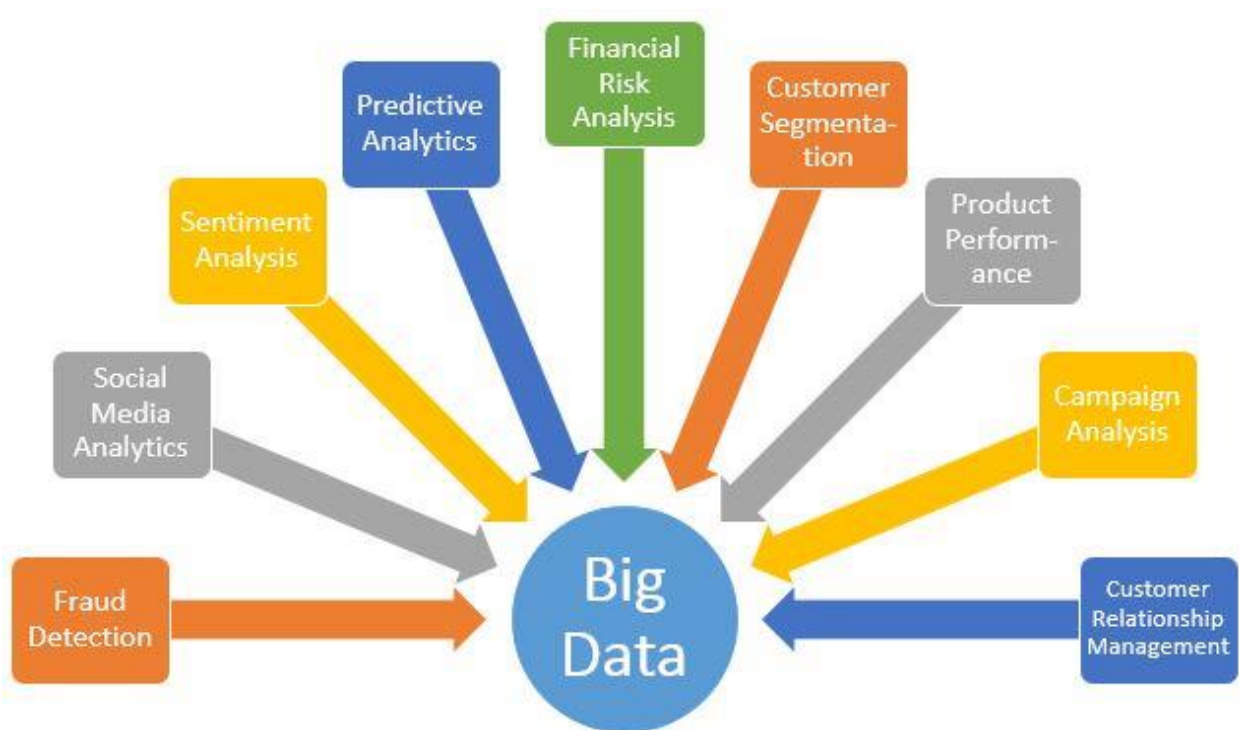 Financial
Risk
Analysis
Predictive
Analytics
Customer
Segmenta-
tion
Sentiment
Analysis
Product
Perform-
ance
Social
Media
Analytics
Campaign
Analysis
Fraud
Detection
Big
Data
Customer
Relationship
Management